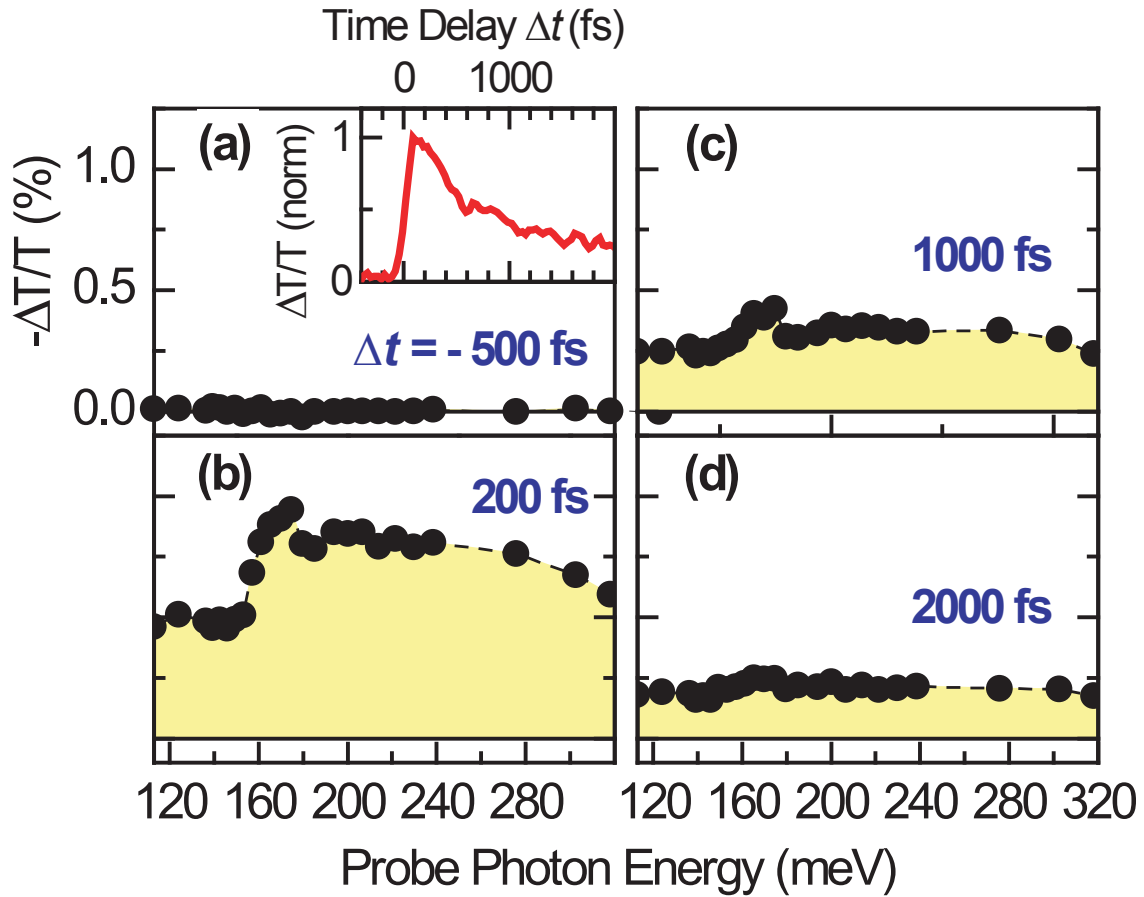 Time Delay Δt (fs)
0 1000
(a)
1
0
ΔT/T (norm)
Δt = - 500 fs
1.0
0.5
0.0
-ΔT/T (%)
(c)
1000 fs
(b)
200 fs
(d)
2000 fs
120 160 200 240 280
120 160 200 240 280 320
Probe Photon Energy (meV)